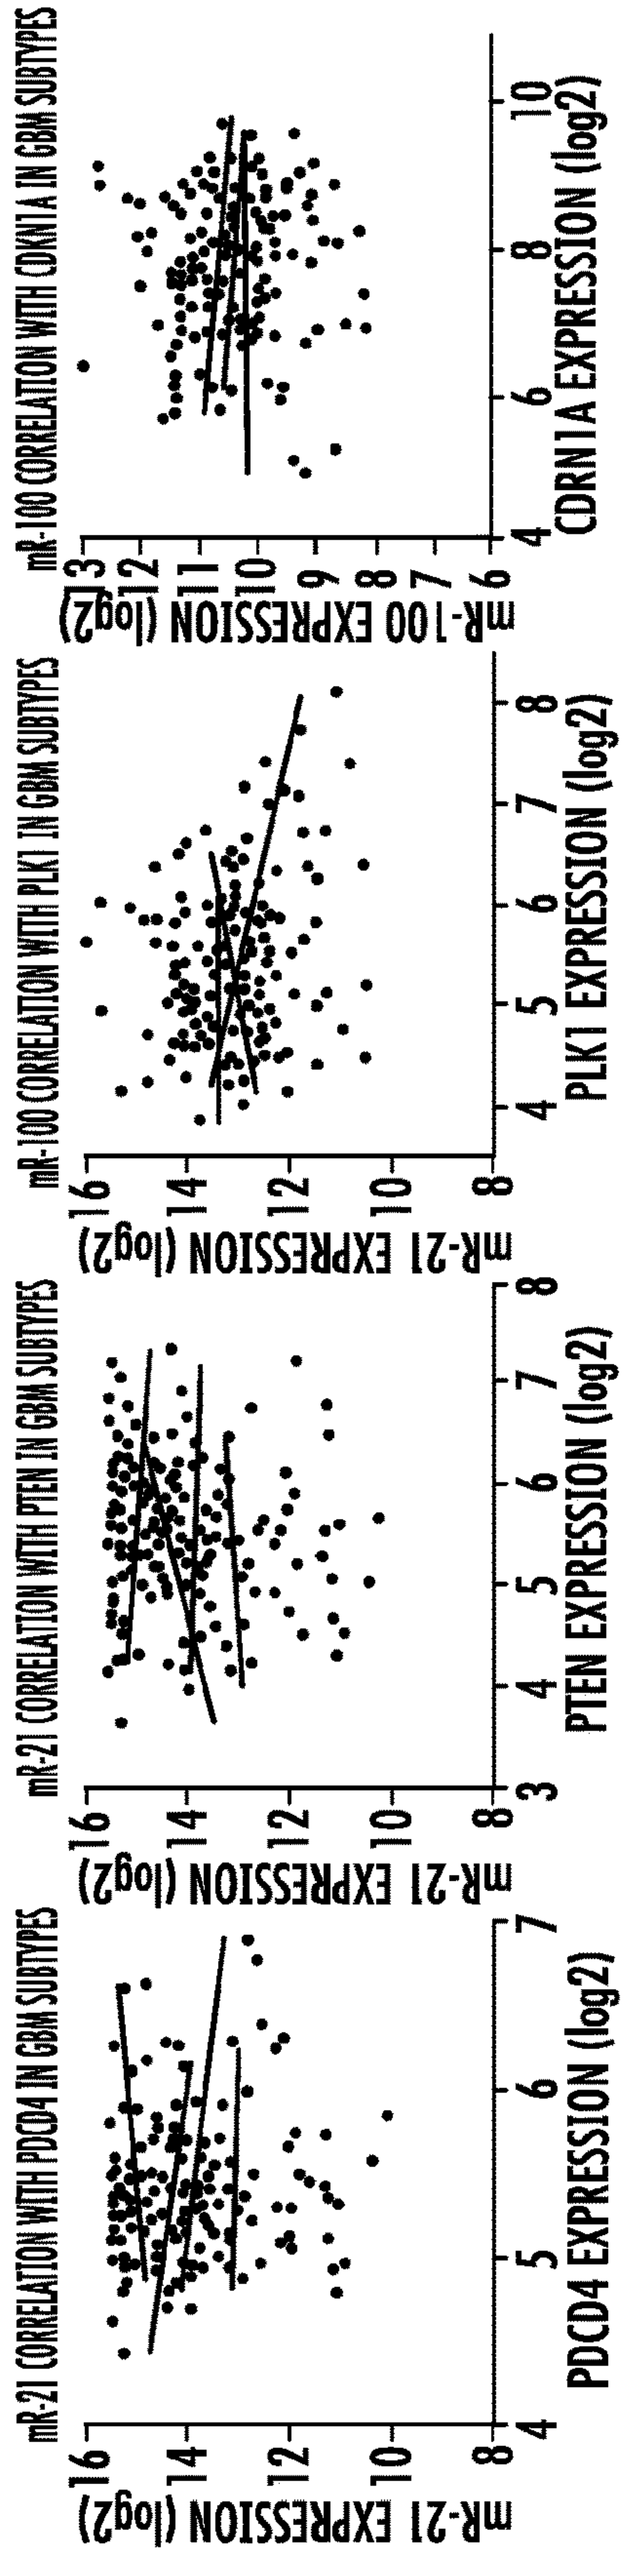 mR-21 CORRELATION WITH PDCD4 IN GBM SUBTYPES
mR-21 EXPRESSION (log2)
16
14
12
10
8
4 5 6 7
PDCD4 EXPRESSION (log2)
mR-21 CORRELATION WITH PTEN IN GBM SUBTYPES
mR-21 EXPRESSION (log2)
16
14
12
10
8
3 4 5 6 7 8
PTEN EXPRESSION (log2)
mR-100 CORRELATION WITH PLK1 IN GBM SUBTYPES
mR-21 EXPRESSION (log2)
16
14
12
10
8
4 5 6 7 8
PLK1 EXPRESSION (log2)
mR-100 CORRELATION WITH CDKN1A IN GBM SUBTYPES
mR-100 EXPRESSION (log2)
13
12
11
10
9
8
7
6
4 6 8 10
CDRN1A EXPRESSION (log2)